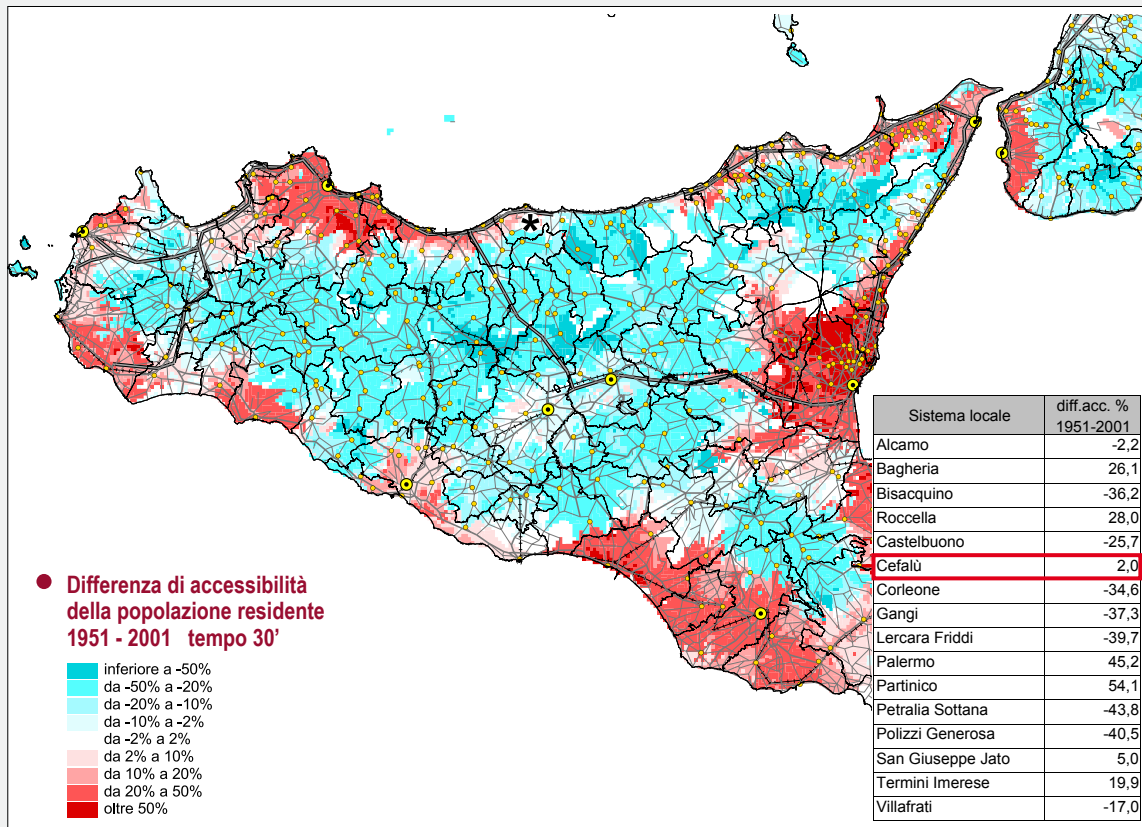 Sistema locale diff.acc. % 1951-2001
Alcamo -2,2
Bagheria 26,1
Bisacquino -36,2
Roccella 28,0
Castelbuono -25,7
Cefalù 2,0
Corleone -34,6
Gangi -37,3
Lercara Friddi -39,7
Palermo 45,2
Partinico 54,1
Petralia Sottana -43,8
Polizzi Generosa -40,5
San Giuseppe Jato 5,0
Termini Imerese 19,9
Villafrati -17,0
Differenza di accessibilità
della popolazione residente
1951 - 2001 tempo 30'
inferiore a -50%
da -50% a -20%
da -20% a -10%
da -10% a -2%
da -2% a 2%
da 2% a 10%
da 10% a 20%
da 20% a 50%
oltre 50%